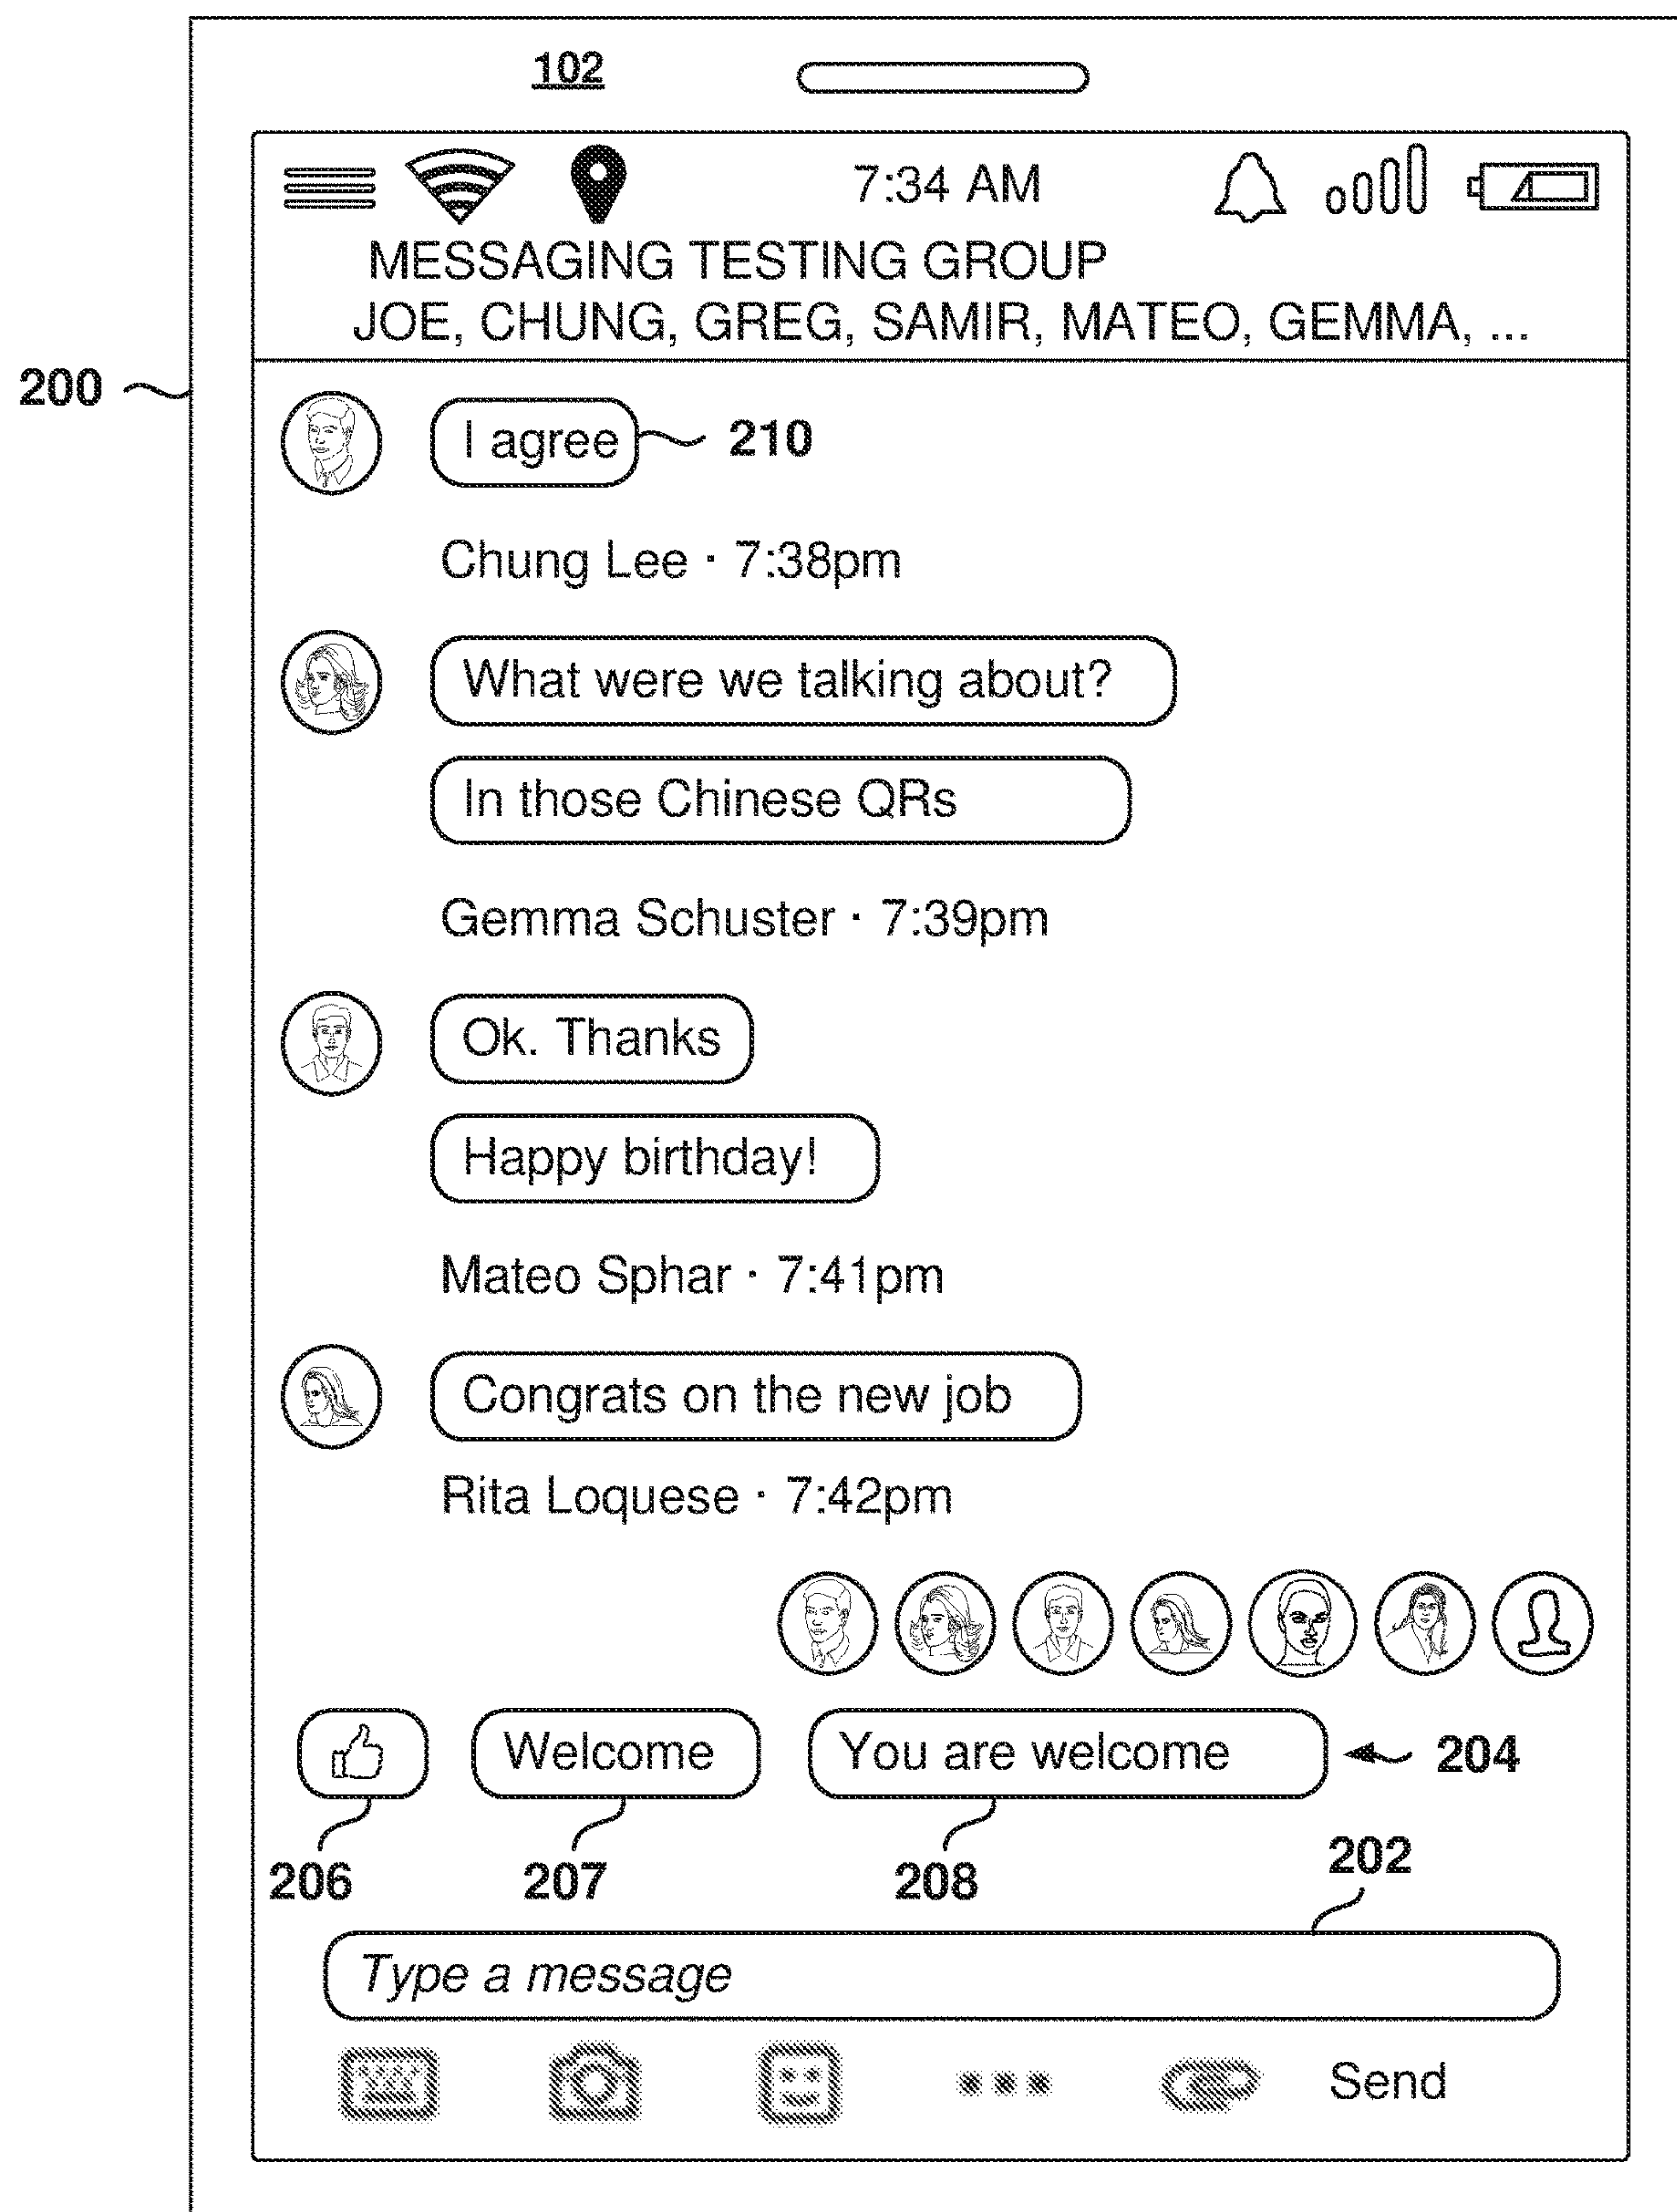 102
7:34 AM
MESSAGING TESTING GROUP
JOE, CHUNG, GREG, SAMIR, MATEO, GEMMA, ...
200
I agree 210
Chung Lee · 7:38pm
What were we talking about?
In those Chinese QRs
Gemma Schuster · 7:39pm
Ok. Thanks
Happy birthday!
Mateo Sphar · 7:41pm
Congrats on the new job
Rita Loquese · 7:42pm
Welcome You are welcome 204
206 207 208 202
Type a message
Send